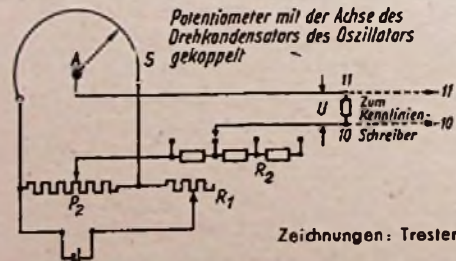 Potentiometer mit der Achse des
Drehkondensators des Oszillators
gekoppelt
A
S
11
11
U
Zum
Kennlinien-
10
10
Schreiber
R2
P2
R1
Zeichnungen: Trester